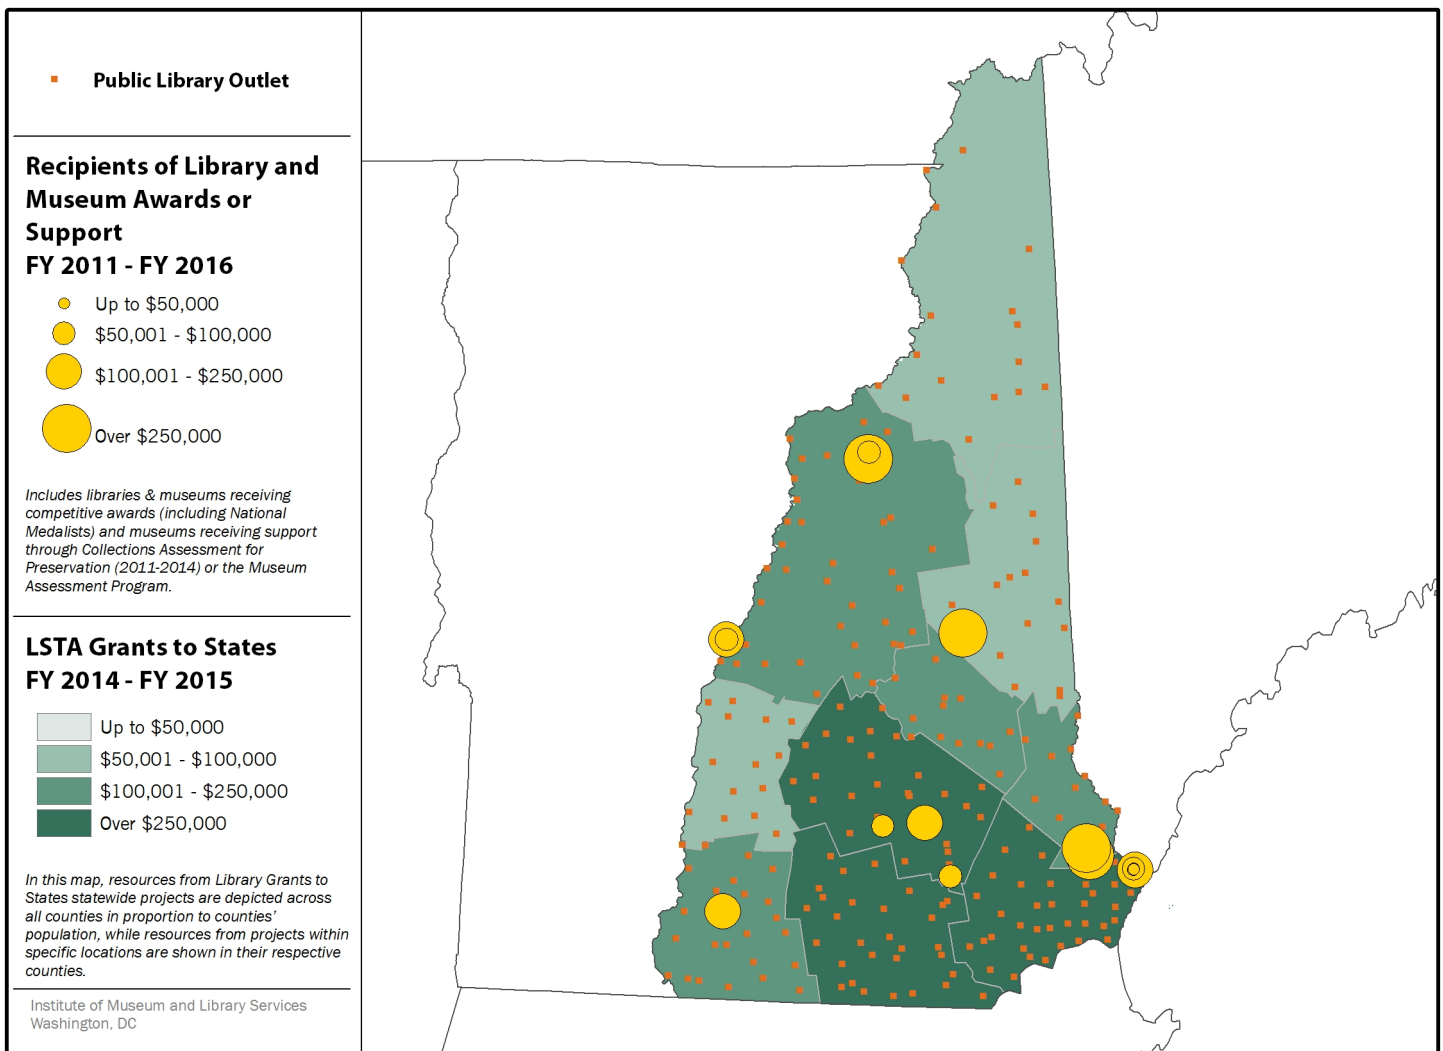 Public Library Outlet
Recipients of Library and
Museum Awards or
Support
FY 2011 - FY 2016
Up to $50,000
$50,001 - $100,000
$100,001 - $250,000
Over $250,000
Includes libraries & museums receiving
competitive awards (including National
Medalists) and museums receiving support
through Collections Assessment for
Preservation (2011-2014) or the Museum
Assessment Program.
LSTA Grants to States
FY 2014 - FY 2015
Up to $50,000
$50,001 - $100,000
$100,001 - $250,000
Over $250,000
In this map, resources from Library Grants to
States statewide projects are depicted across
all counties in proportion to counties'
population, while resources from projects within
specific locations are shown in their respective
counties.
Institute of Museum and Library Services
Washington, DC